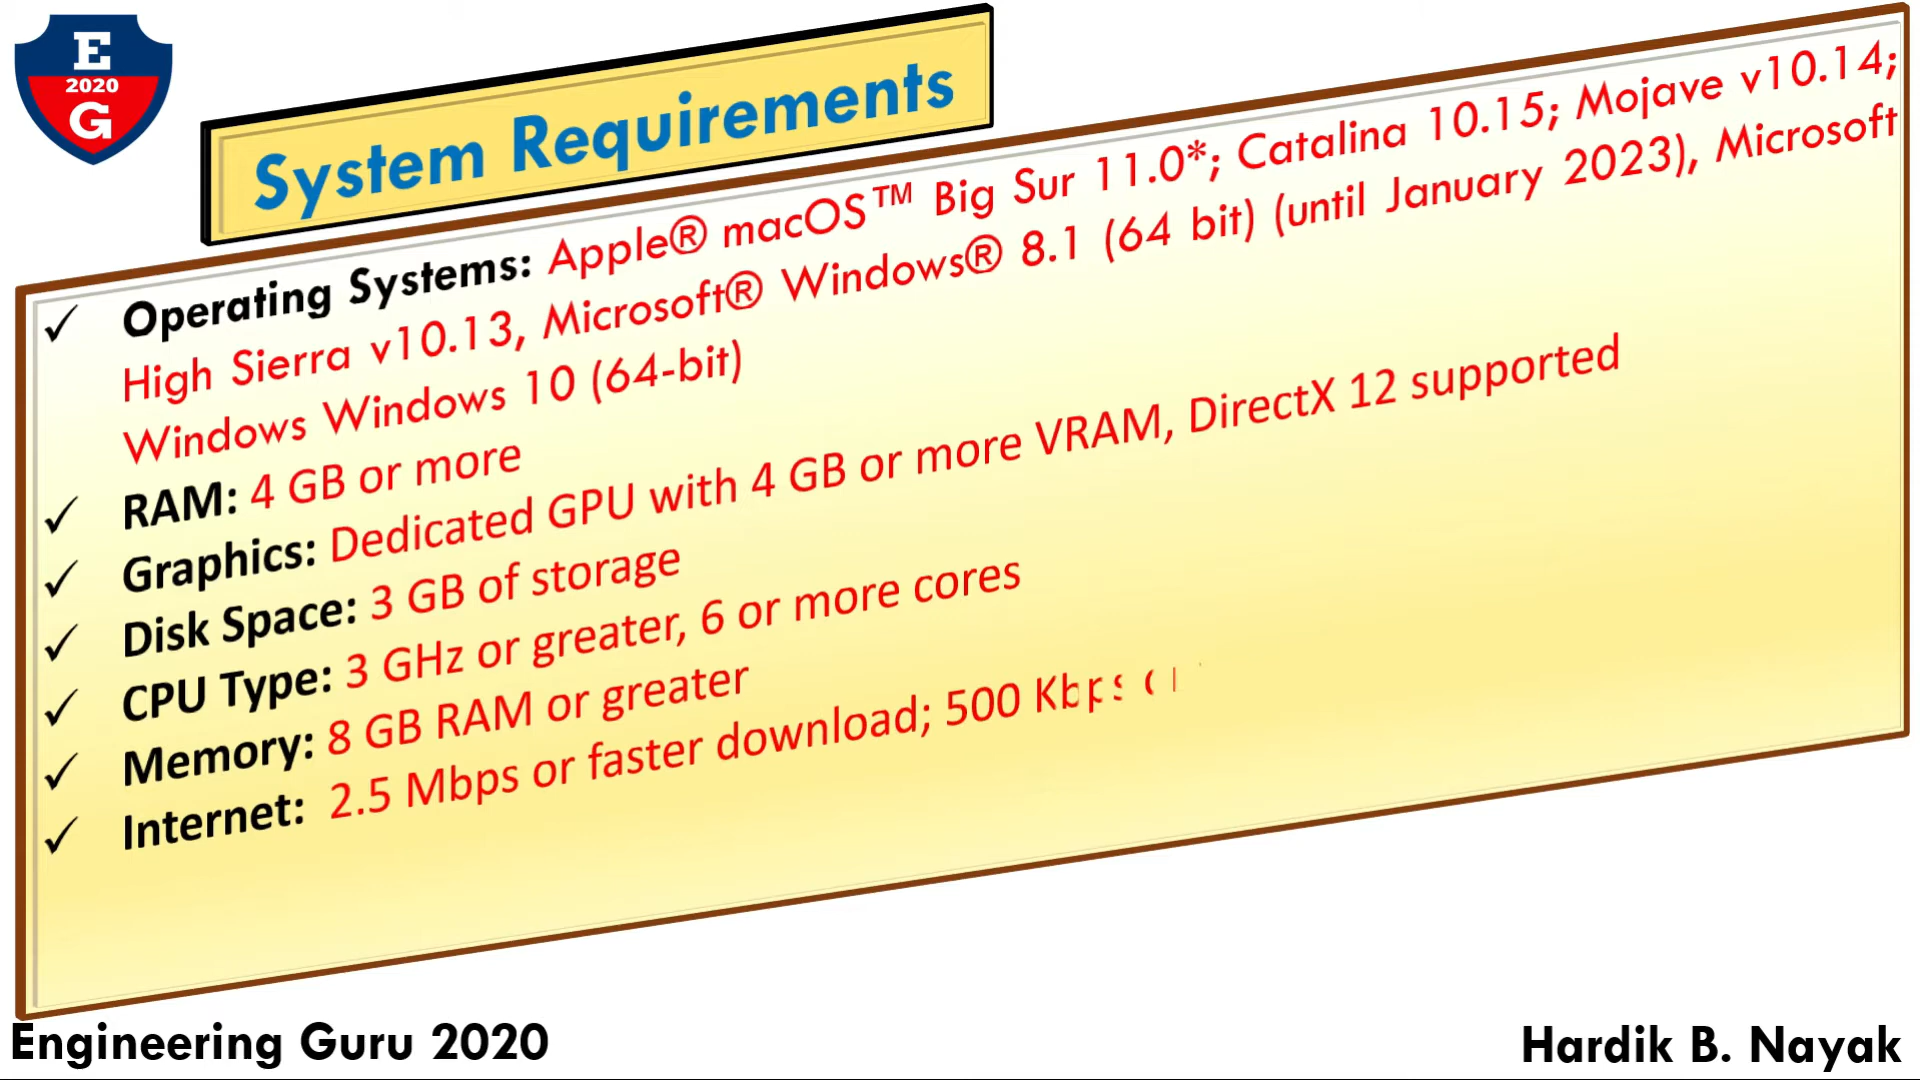 E
2020
G
System Requirements
✓ Operating Systems: Apple® macOS™ Big Sur 11.0*; Catalina 10.15; Mojave v10.14;
High Sierra v10.13, Microsoft® Windows® 8.1 (64 bit) (until January 2023), Microsoft
Windows Windows 10 (64-bit)
✓ RAM: 4 GB or more
✓ Graphics: Dedicated GPU with 4 GB or more VRAM, DirectX 12 supported
✓ Disk Space: 3 GB of storage
✓ CPU Type: 3 GHz or greater, 6 or more cores
✓ Memory: 8 GB RAM or greater
✓ Internet: 2.5 Mbps or faster download; 500 Kbps
Engineering Guru 2020
Hardik B. Nayak